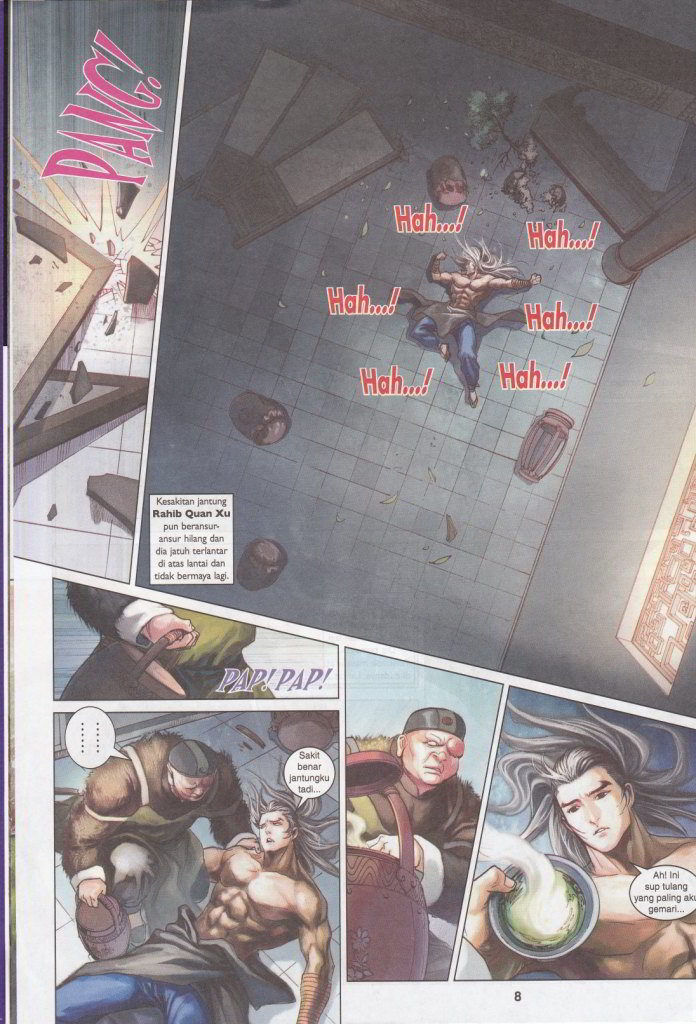 PANG!
Hah...!
Hah...!
Hah...!
Hah...!
Hah...!
Hah...!
Kesakitan jantung
Rahib Quan Xu
pun beransur-
ansur hilang dan
dia jatuh terlantar
di atas lantai dan
tidak bermaya lagi.
PAP! PAP!
......
Sakit
benar
jantungku
tadi...
Ah! Ini
sup tulang
yang paling aku
gemari...
8